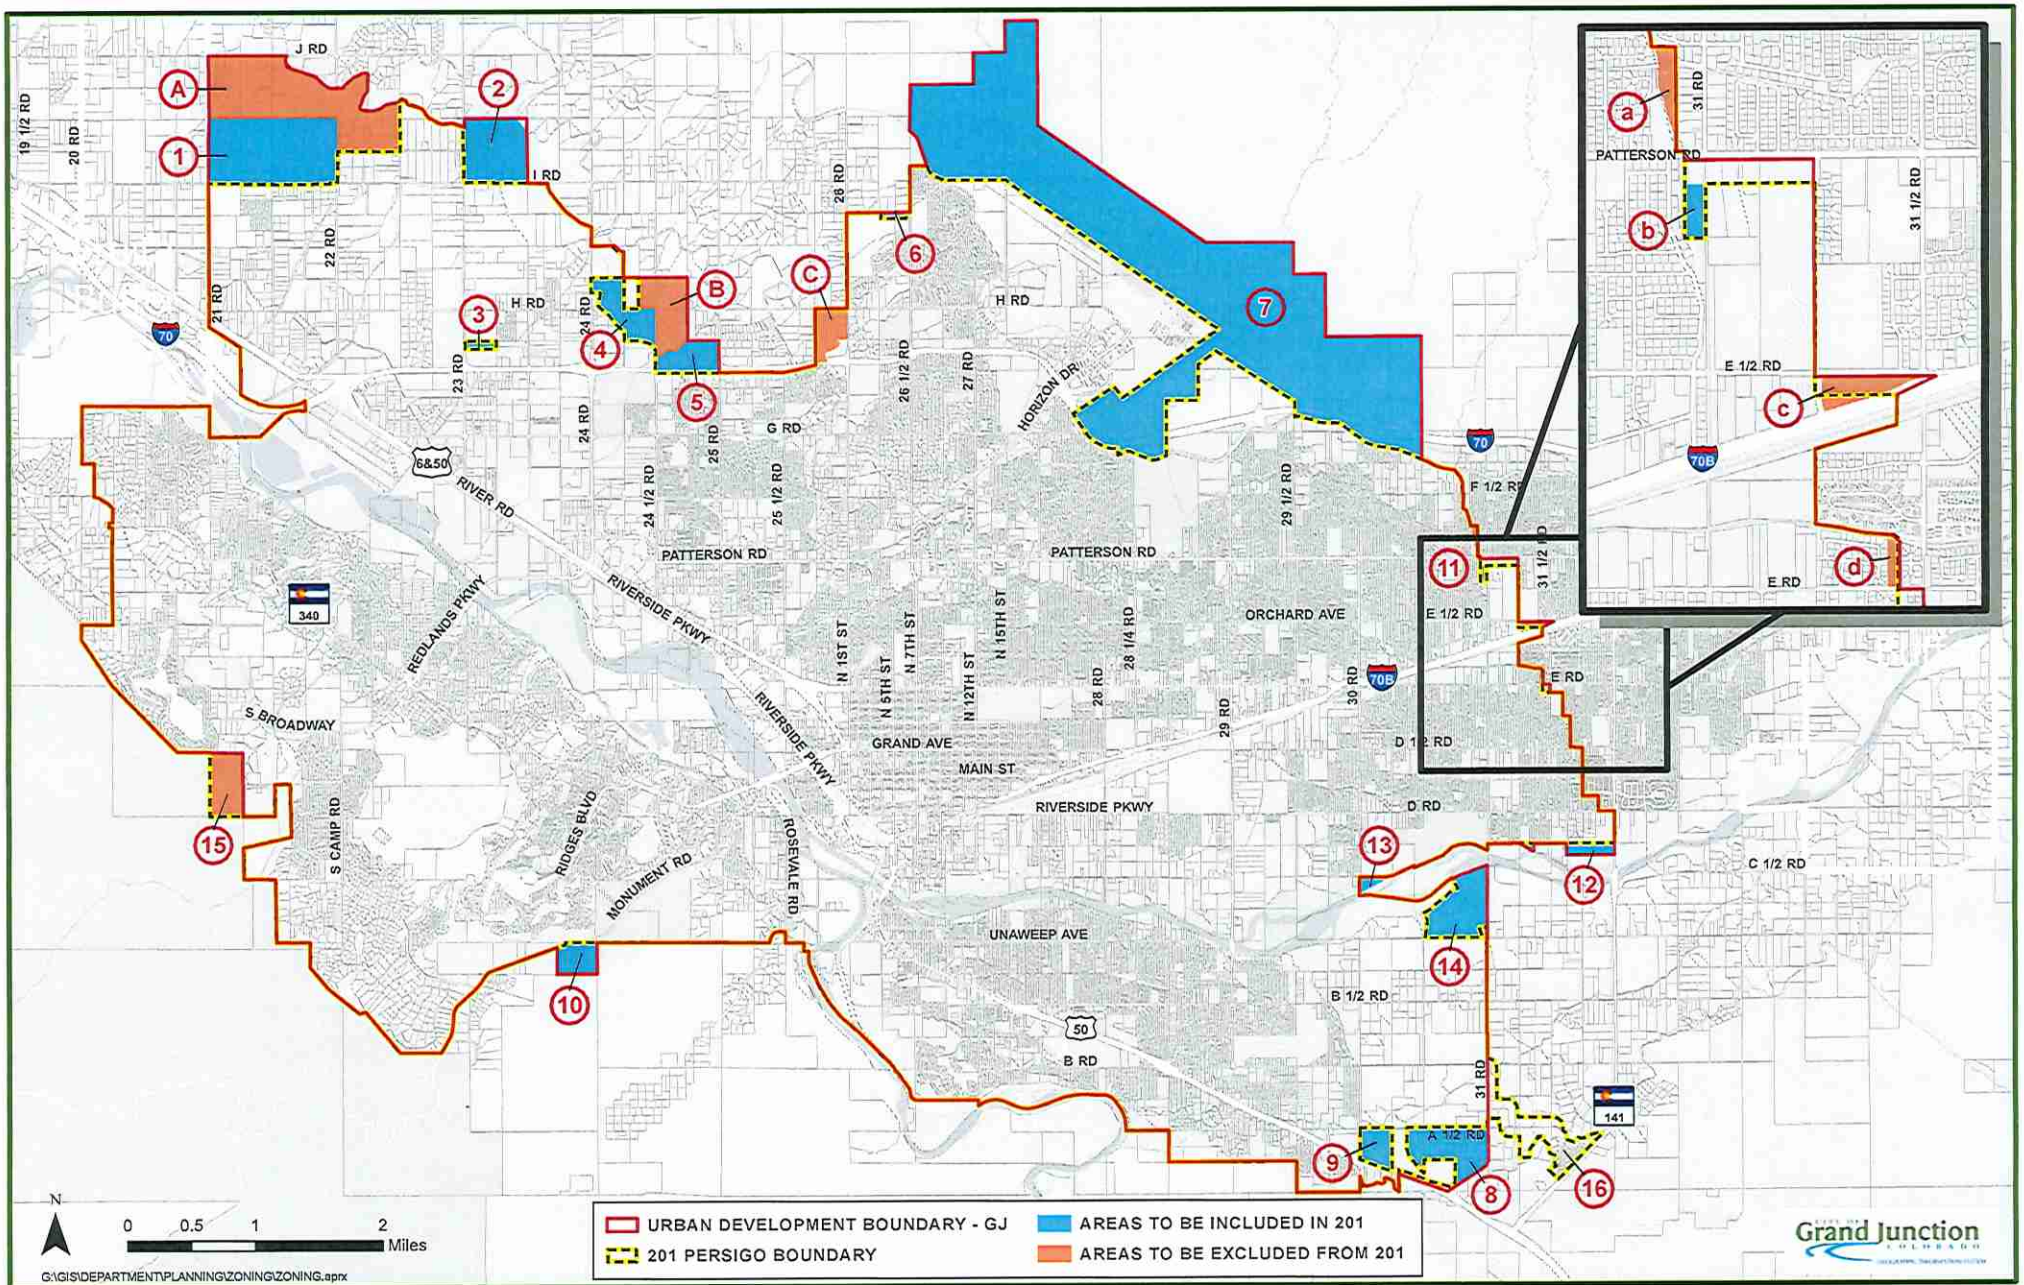 J RD
A
2
19 1/2 RD
20 RD
1
I RD
26 RD
22 RD
6
21 RD
H RD
24 RD
B
C
H RD
7
3
70
4
23 RD
5
26 1/2 RD
27 RD
HORIZON DR
24 RD
G RD
25 RD
6&50
RIVER RD
24 1/2 RD
25 1/2 RD
29 1/2 RD
70
F 1/2 RD
PATTERSON RD
PATTERSON RD
11
31 1/2 RD
340
REDLANDS PKWY
RIVERSIDE PKWY
N 1ST ST
N 5TH ST
N 7TH ST
N 12TH ST
N 15TH ST
28 1/4 RD
28 RD
ORCHARD AVE
E 1/2 RD
30 RD
70B
E RD
29 RD
S BROADWAY
RIVERSIDE PKWY
GRAND AVE
MAIN ST
D 1/2 RD
RIVERSIDE PKWY
D RD
15
S CAMP RD
RIDGES BLVD
MONUMENT RD
ROSEVALE RD
13
12
C 1/2 RD
UNAWEEP AVE
14
10
B 1/2 RD
50
B RD
31 RD
141
A 1/2 RD
9
8
16
a
31 RD
PATTERSON RD
b
31 1/2 RD
E 1/2 RD
c
70B
d
E RD
N
0 0.5 1 2
Miles
G:\GIS\DEPARTMENT\PLANNING\ZONING\ZONING.aprx
URBAN DEVELOPMENT BOUNDARY - GJ
201 PERSIGO BOUNDARY
AREAS TO BE INCLUDED IN 201
AREAS TO BE EXCLUDED FROM 201
CITY OF
Grand Junction
COLORADO